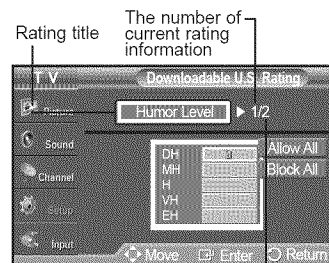 Rating title
The number of
current rating
information
TV
Downloadable U.S. Rating
Picture
Humor Level ▶ 1/2
Sound
DH
Allow All
MH
Block All
Channel
H
VH
Setup
EH
Input
Move Enter Return